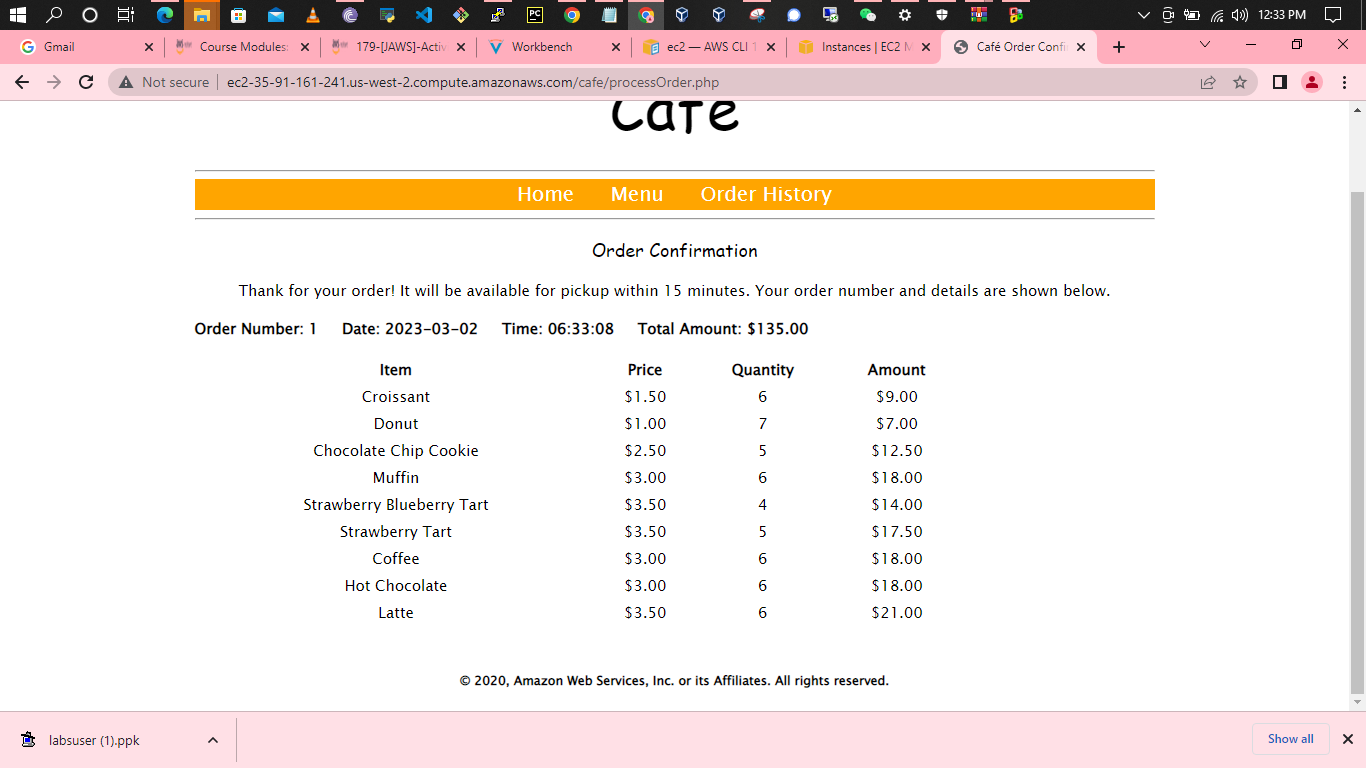 12:33 PM
Gmail
Course Modules:
179-[JAWS]-Activ
Workbench
ec2 — AWS CLI 1
Instances | EC2 M
Café Order Confi
Not secure | ec2-35-91-161-241.us-west-2.compute.amazonaws.com/cafe/processOrder.php
Café
Home Menu Order History
Order Confirmation
Thank for your order! It will be available for pickup within 15 minutes. Your order number and details are shown below.
Order Number: 1 Date: 2023-03-02 Time: 06:33:08 Total Amount: $135.00
Item Price Quantity Amount
Croissant $1.50 6 $9.00
Donut $1.00 7 $7.00
Chocolate Chip Cookie $2.50 5 $12.50
Muffin $3.00 6 $18.00
Strawberry Blueberry Tart $3.50 4 $14.00
Strawberry Tart $3.50 5 $17.50
Coffee $3.00 6 $18.00
Hot Chocolate $3.00 6 $18.00
Latte $3.50 6 $21.00
© 2020, Amazon Web Services, Inc. or its Affiliates. All rights reserved.
labsuser (1).ppk
Show all